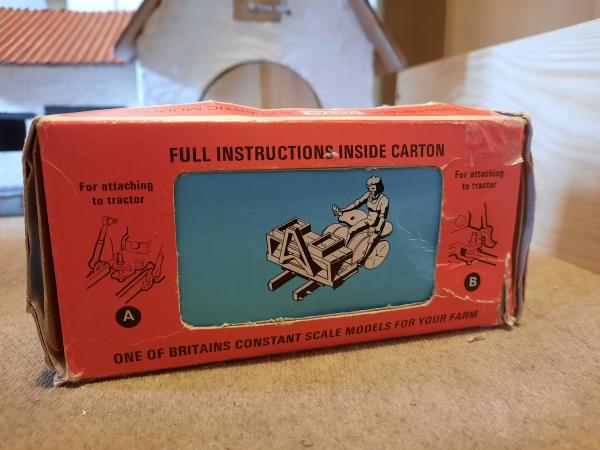 FULL INSTRUCTIONS INSIDE CARTON
For attaching
to tractor
For attaching
to tractor
A
B
ONE OF BRITAINS CONSTANT SCALE MODELS FOR YOUR FARM